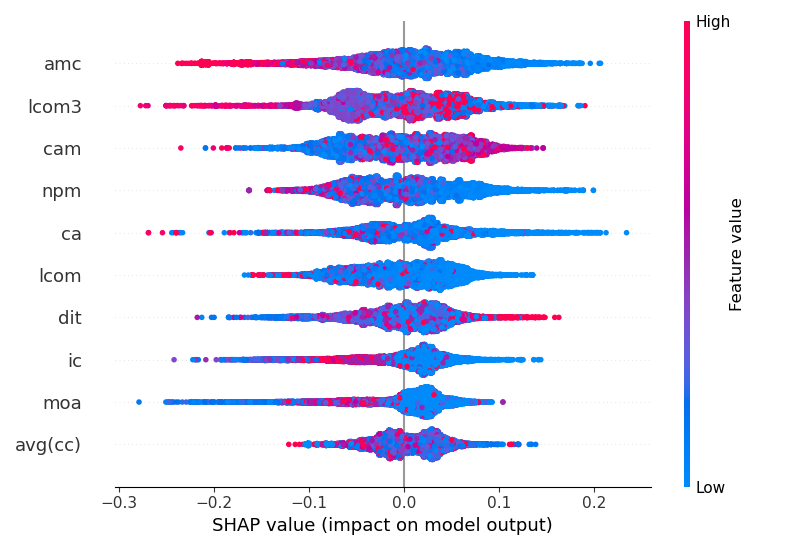 High
amc
lcom3
cam
npm
ca
lcom
dit
ic
moa
avg(cc)
Feature value
Low
−0.3 −0.2 −0.1 0.0 0.1 0.2
SHAP value (impact on model output)